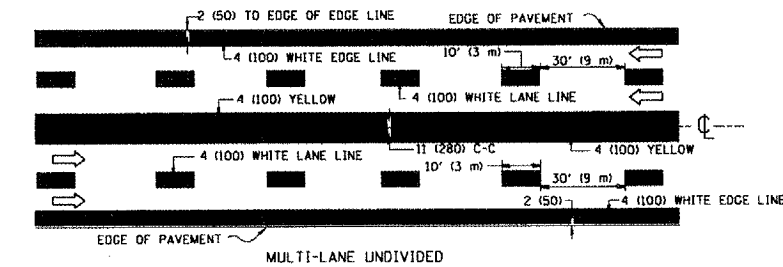 2 (50) TO EDGE OF EDGE LINE
EDGE OF PAVEMENT
4 (100) WHITE EDGE LINE
10' (3 m)
30' (9 m)
4 (100) YELLOW
4 (100) WHITE LANE LINE
℄
4 (100) WHITE LANE LINE
11 (280) C-C
4 (100) YELLOW
10' (3 m)
30' (9 m)
2 (50)
4 (100) WHITE EDGE LINE
EDGE OF PAVEMENT
MULTI-LANE UNDIVIDED